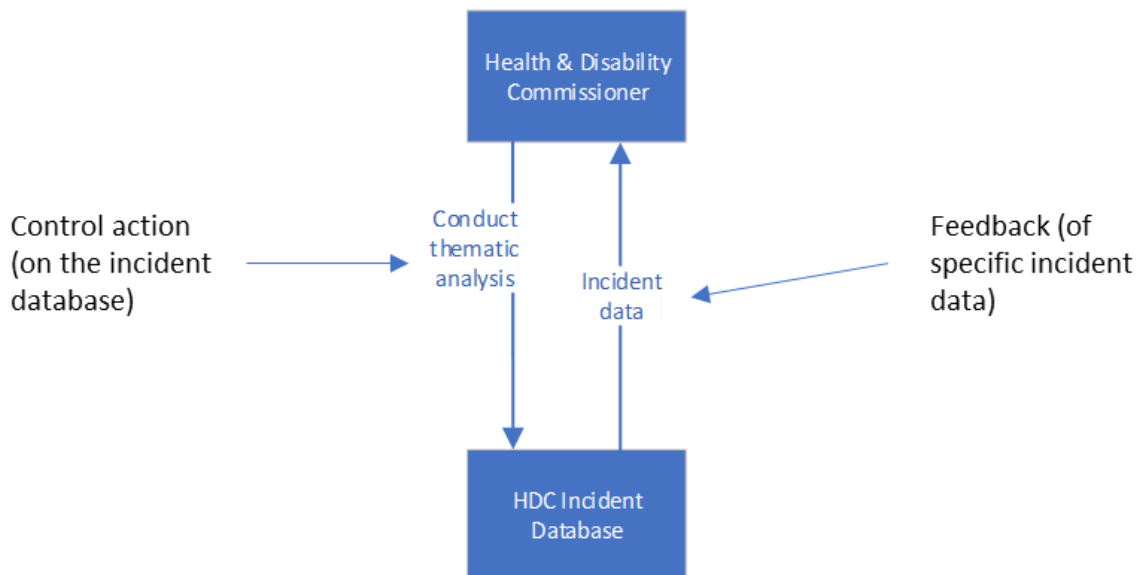 Health & Disability
Commissioner
Control action
(on the incident
database)
Conduct
thematic
analysis
Incident
data
Feedback (of
specific incident
data)
HDC Incident
Database